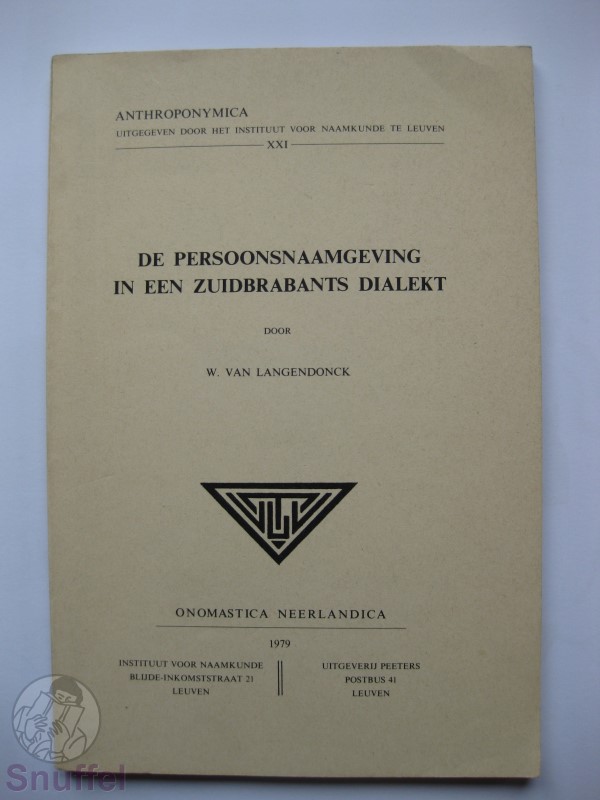 ANTHROPONYMICA
UITGEGEVEN DOOR HET INSTITUUT VOOR NAAMKUNDE TE LEUVEN
XXI
DE PERSOONSNAAMGEVING
IN EEN ZUIDBRABANTS DIALEKT
DOOR
W. VAN LANGENDONCK
ONOMASTICA NEERLANDICA
1979
INSTITUUT VOOR NAAMKUNDE
BLIJDE-INKOMSTSTRAAT 21
LEUVEN
UITGEVERIJ PEETERS
POSTBUS 41
LEUVEN
Snuffel